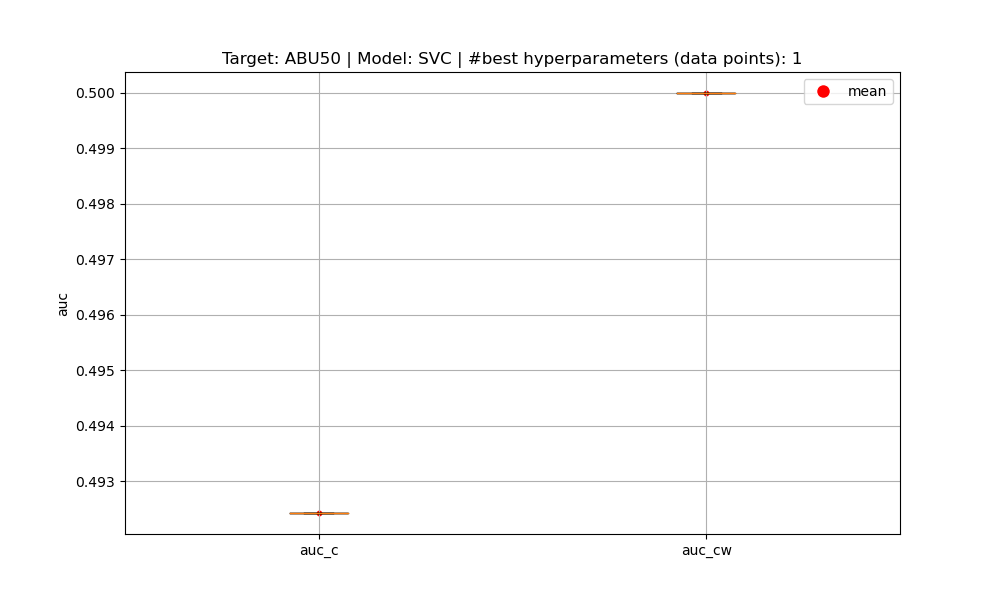 Target: ABU50 | Model: SVC | #best hyperparameters (data points): 1
mean
0.500
0.499
0.498
0.497
0.496
0.495
0.494
0.493
auc
auc_c
auc_cw